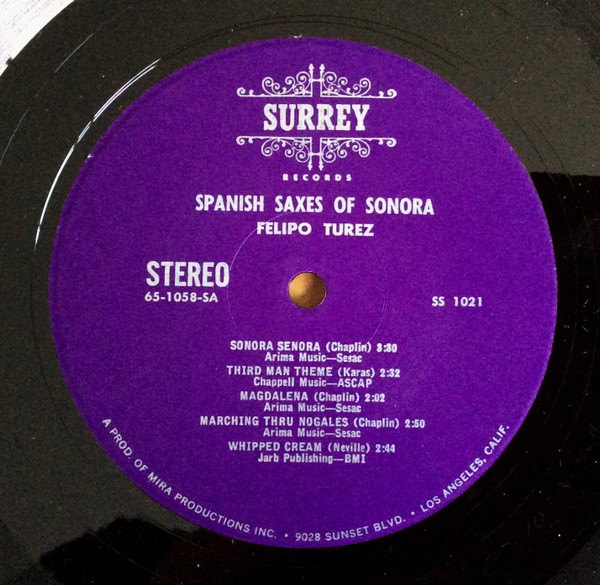 SURREY
RECORDS
SPANISH SAXES OF SONORA
FELIPO TUREZ
STEREO
65-1058-SA
SS 1021
SONORA SENORA (Chaplin) 3:30
Arima Music—Sesac
THIRD MAN THEME (Karas) 2:32
Chappell Music—ASCAP
MAGDALENA (Chaplin) 2:02
Arima Music—Sesac
MARCHING THRU NOGALES (Chaplin) 2:50
Arima Music—Sesac
WHIPPED CREAM (Neville) 2:44
Jarb Publishing—BMI
A PROD. OF MIRA PRODUCTIONS INC. • 9028 SUNSET BLVD. • LOS ANGELES, CALIF.